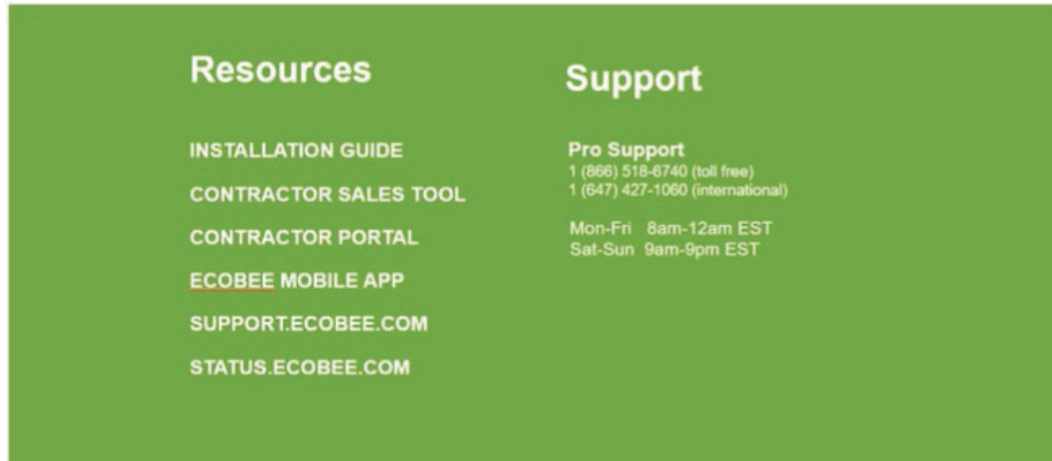 Resources
INSTALLATION GUIDE
CONTRACTOR SALES TOOL
CONTRACTOR PORTAL
ECOBEE MOBILE APP
SUPPORT.ECOBEE.COM
STATUS.ECOBEE.COM
Support
Pro Support
1 (866) 518-6740 (toll free)
1 (647) 427-1060 (international)
Mon-Fri 8am-12am EST
Sat-Sun 9am-9pm EST